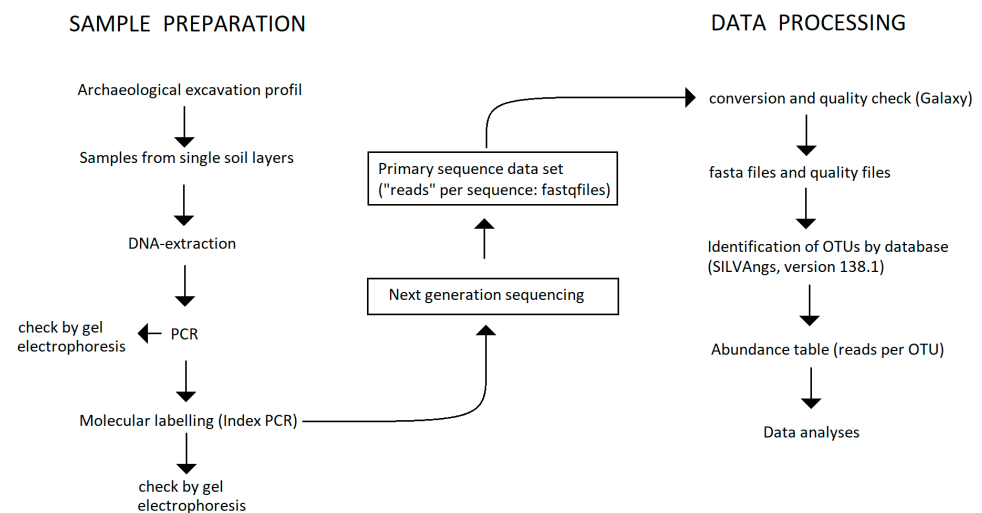 SAMPLE PREPARATION
Archaeological excavation profil
Samples from single soil layers
DNA-extraction
check by gel
electrophoresis
PCR
Molecular labelling (Index PCR)
check by gel
electrophoresis
Primary sequence data set
("reads" per sequence: fastqfiles)
Next generation sequencing
DATA PROCESSING
conversion and quality check (Galaxy)
fasta files and quality files
Identification of OTUs by database
(SILVAngs, version 138.1)
Abundance table (reads per OTU)
Data analyses